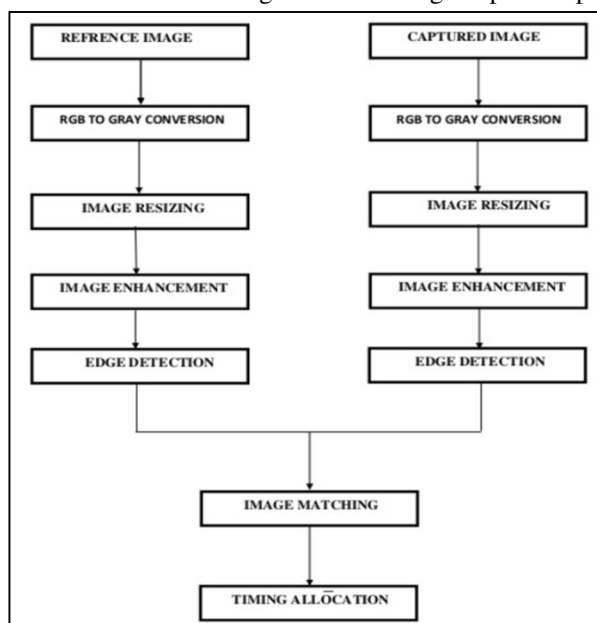 REFRENCE IMAGE
RGB TO GRAY CONVERSION
IMAGE RESIZING
IMAGE ENHANCEMENT
EDGE DETECTION
CAPTURED IMAGE
RGB TO GRAY CONVERSION
IMAGE RESIZING
IMAGE ENHANCEMENT
EDGE DETECTION
IMAGE MATCHING
TIMING ALLOCATION